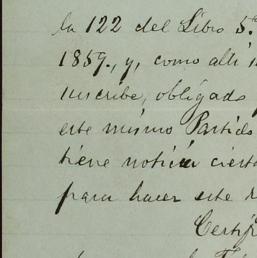 la 122 del Libro 5.º
1859., y, como allí
inscribe, obligado
este mismo Partido
tiene noticia cierta
para hacer este
Certif